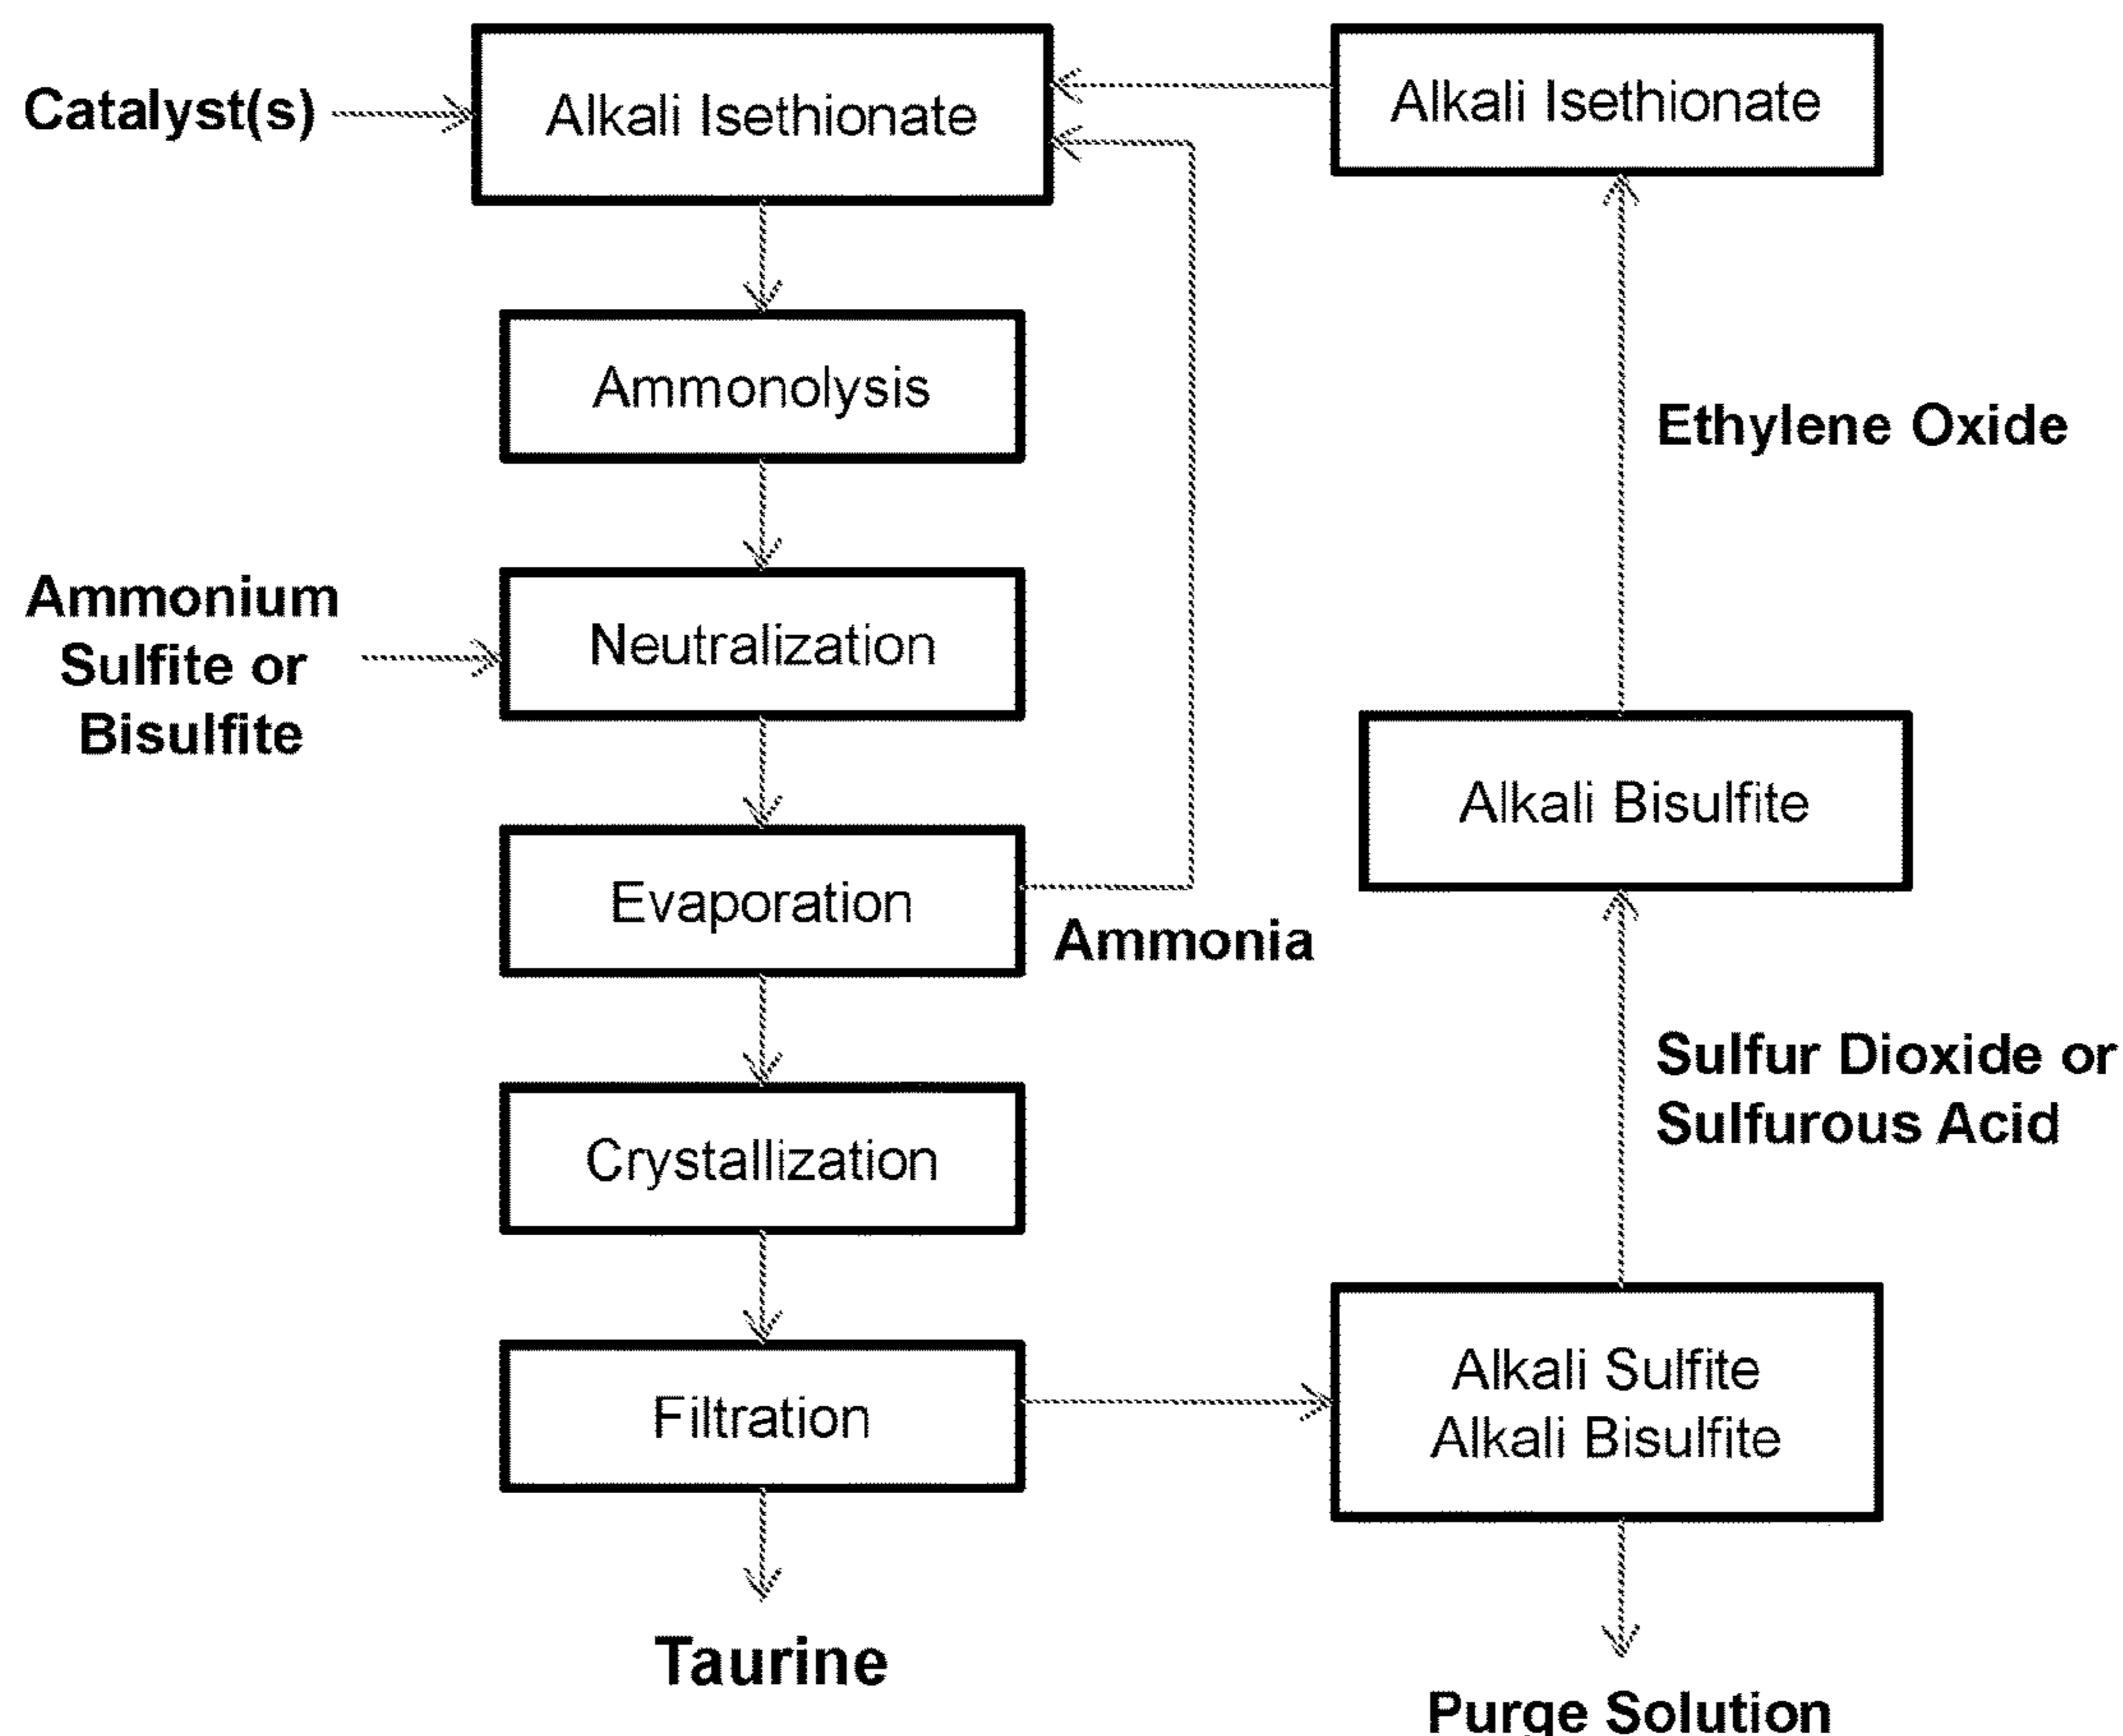 Catalyst(s)
Alkali Isethionate
Alkali Isethionate
Ammonolysis
Ethylene Oxide
Ammonium
Sulfite or
Bisulfite
Neutralization
Alkali Bisulfite
Evaporation
Ammonia
Sulfur Dioxide or
Sulfurous Acid
Crystallization
Filtration
Alkali Sulfite
Alkali Bisulfite
Taurine
Purge Solution